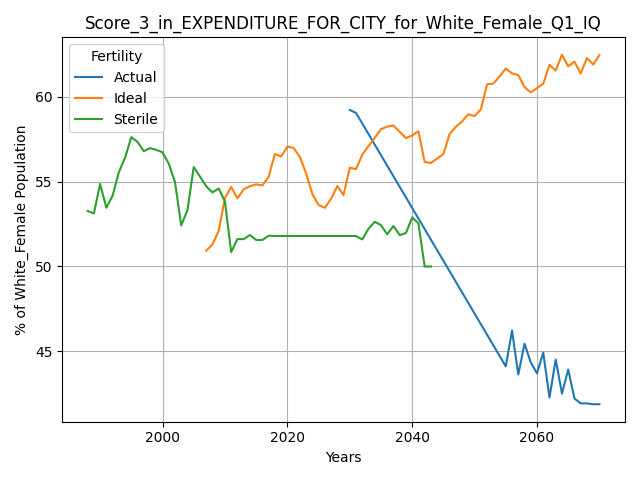 Score_3_in_EXPENDITURE_FOR_CITY_for_White_Female_Q1_IQ
Fertility
Actual
Ideal
Sterile
% of White_Female Population
60
55
50
45
2000
2020
2040
2060
Years